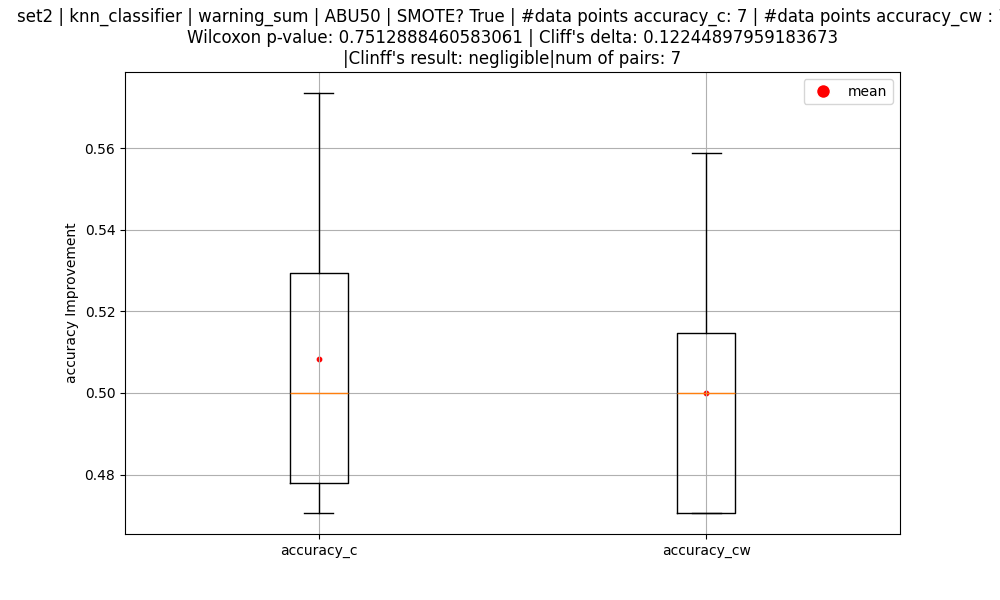 set2 | knn_classifier | warning_sum | ABU50 | SMOTE? True | #data points accuracy_c: 7 | #data points accuracy_cw :
Wilcoxon p-value: 0.7512888460583061 | Cliff's delta: 0.12244897959183673
|Clinff's result: negligible|num of pairs: 7
mean
0.56
0.54
0.52
0.50
0.48
accuracy Improvement
accuracy_c
accuracy_cw